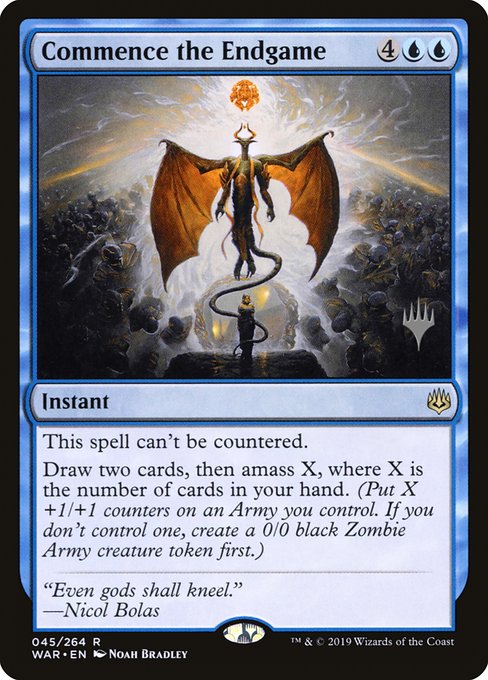 Commence the Endgame 4
Instant
This spell can't be countered.
Draw two cards, then amass X, where X is
the number of cards in your hand. (Put X
+1/+1 counters on an Army you control. If you
don't control one, create a 0/0 black Zombie
Army creature token first.)
"Even gods shall kneel."
—Nicol Bolas
045/264 R
WAR • EN Noah Bradley
™ & © 2019 Wizards of the Coast